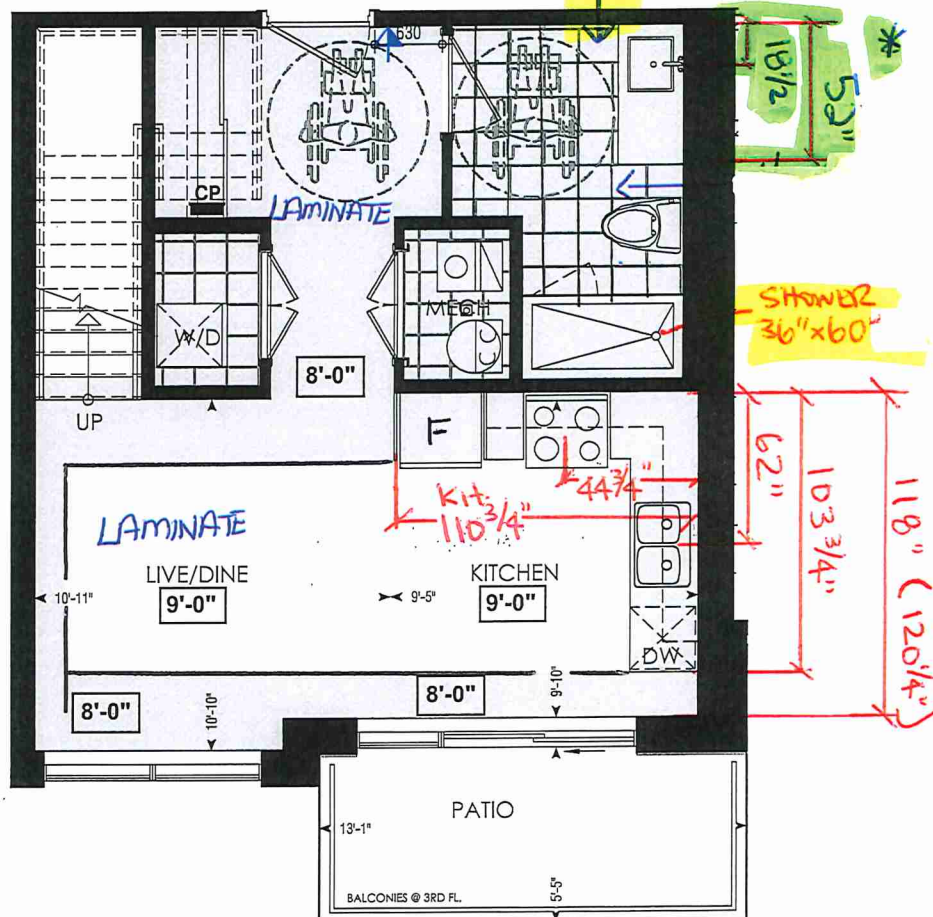 630
18 1/2
52"
*
CP
LAMINATE
MECH
W/D
SHOWER
36"x60"
8'-0"
UP
F
62"
44 3/4"
Kit.
110 3/4"
103 3/4"
118" (120 1/4")
LAMINATE
LIVE/DINE
9'-0"
KITCHEN
9'-0"
10'-11"
9'-5"
DW
8'-0"
10'-10"
8'-0"
9'-10"
PATIO
13'-1"
5'-5"
BALCONIES @ 3RD FL.